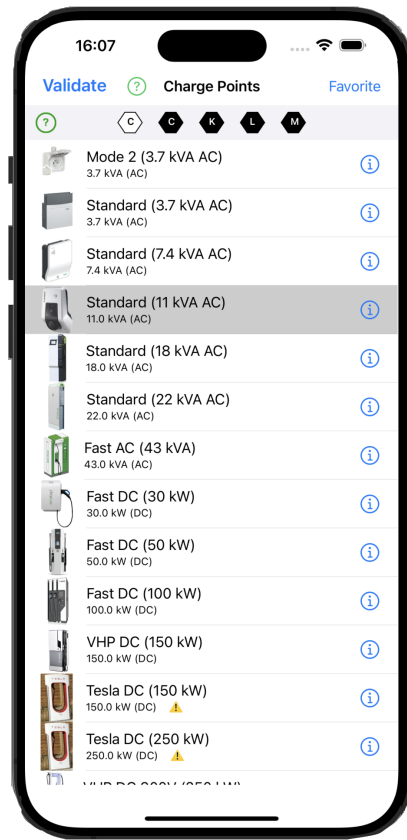 16:07
Validate ? Charge Points Favorite
? C C K L M
Mode 2 (3.7 kVA AC)
3.7 kVA (AC)
Standard (3.7 kVA AC)
3.7 kVA (AC)
Standard (7.4 kVA AC)
7.4 kVA (AC)
Standard (11 kVA AC)
11.0 kVA (AC)
Standard (18 kVA AC)
18.0 kVA (AC)
Standard (22 kVA AC)
22.0 kVA (AC)
Fast AC (43 kVA)
43.0 kVA (AC)
Fast DC (30 kW)
30.0 kW (DC)
Fast DC (50 kW)
50.0 kW (DC)
Fast DC (100 kW)
100.0 kW (DC)
VHP DC (150 kW)
150.0 kW (DC)
Tesla DC (150 kW)
150.0 kW (DC)
Tesla DC (250 kW)
250.0 kW (DC)